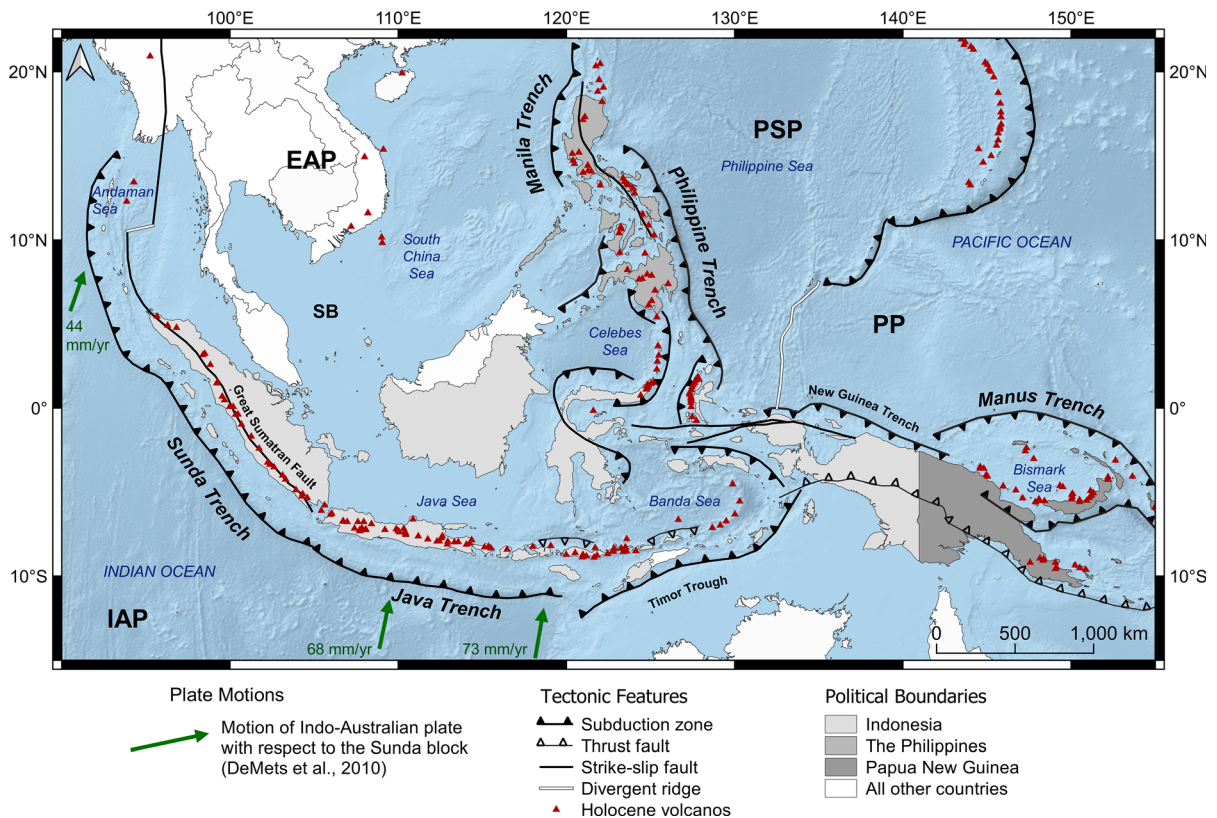 100°E
110°E
120°E
130°E
140°E
150°E
20°N
20°N
Manila Trench
PSP
EAP
Philippine Sea
Andaman
Sea
Philippine Trench
10°N
South
China
Sea
PACIFIC OCEAN
10°N
SB
PP
44
mm/yr
Celebes
Sea
0°
Great Sumatran Fault
New Guinea Trench
Manus Trench
0°
Sunda Trench
Bismark
Sea
Java Sea
Banda Sea
10°S
INDIAN OCEAN
Java Trench
Timor Trough
10°S
IAP
68 mm/yr
73 mm/yr
0 500 1,000 km
Plate Motions
Motion of Indo-Australian plate
with respect to the Sunda block
(DeMets et al., 2010)
Tectonic Features
Subduction zone
Thrust fault
Strike-slip fault
Divergent ridge
Holocene volcanos
Political Boundaries
Indonesia
The Philippines
Papua New Guinea
All other countries